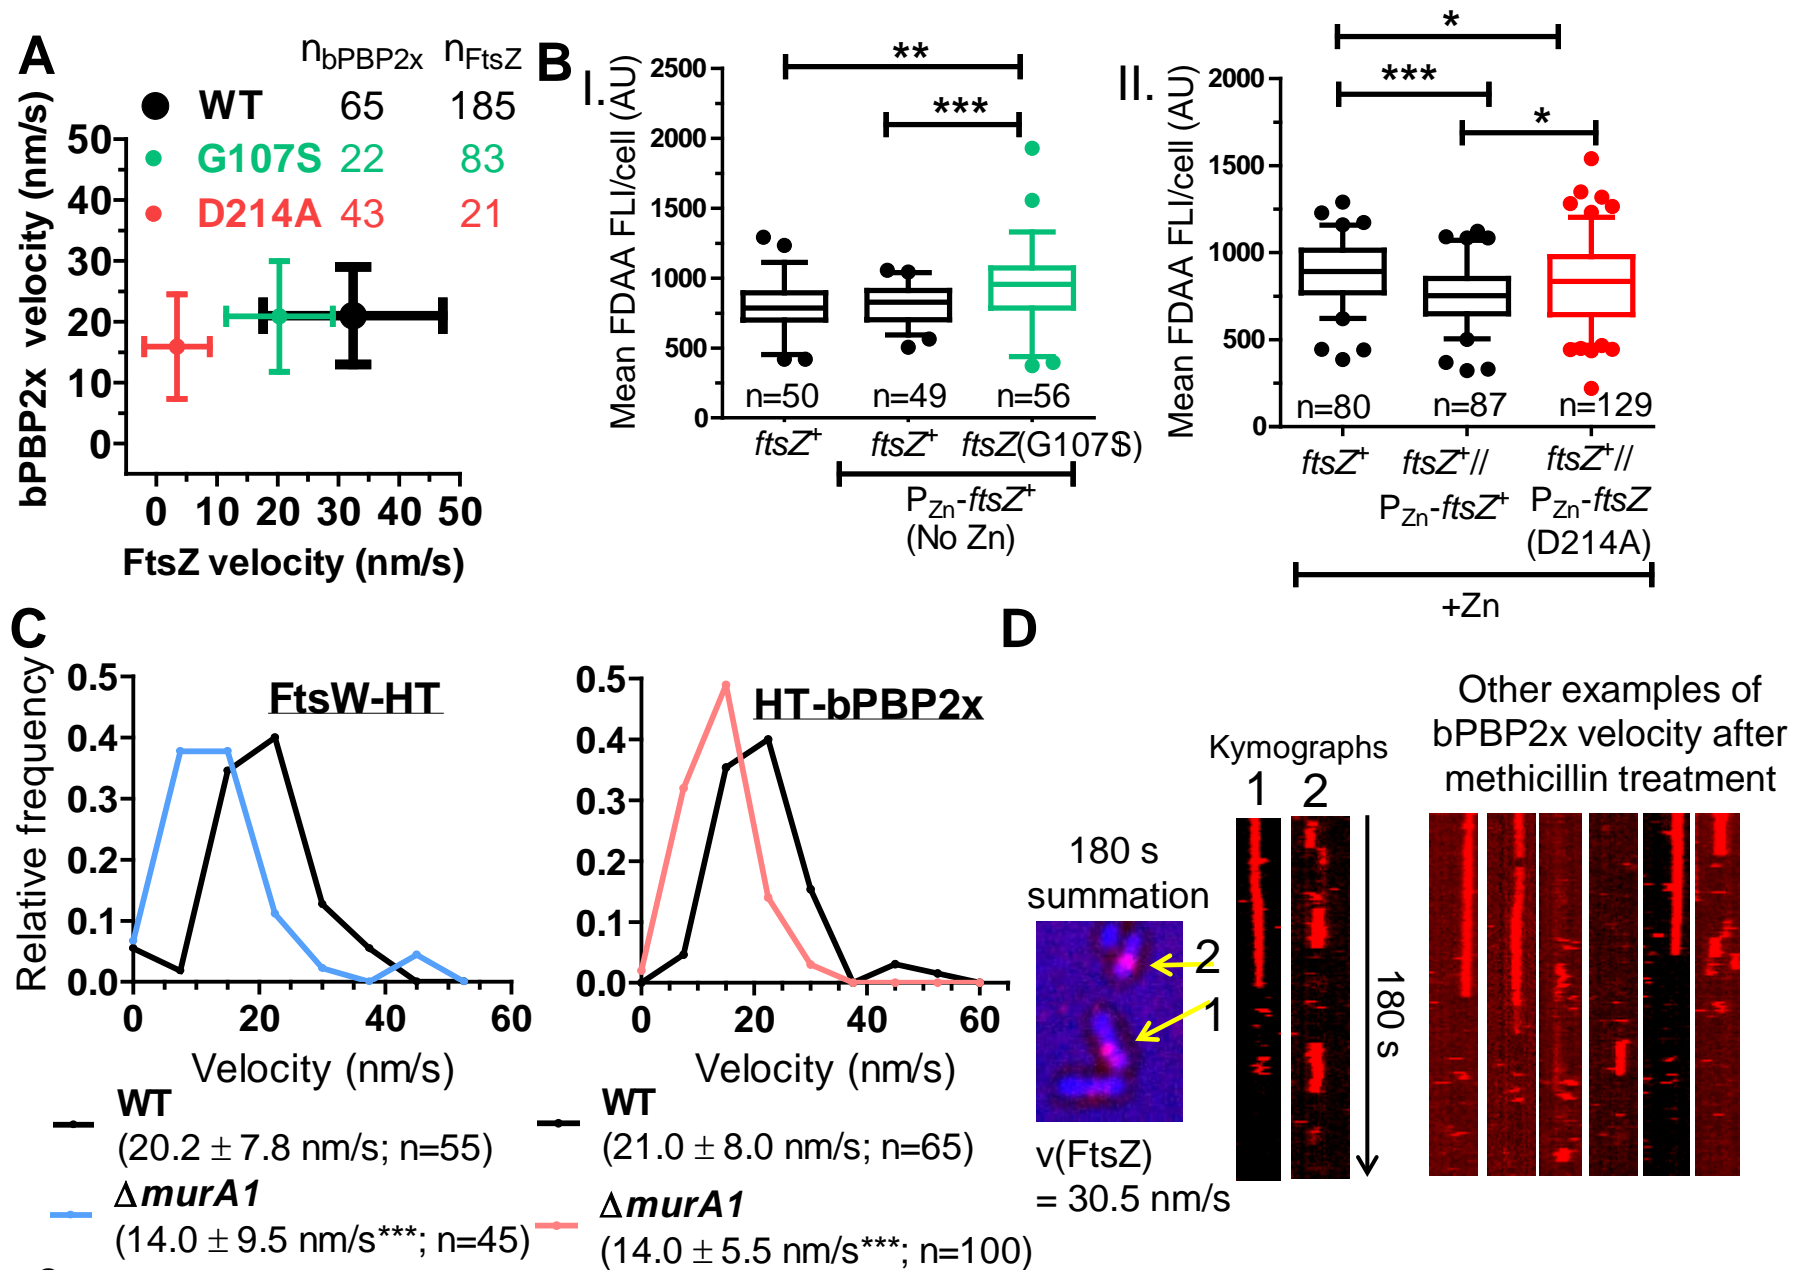 A
n_bPBP2x n_FtsZ
WT 65 185
G107S 22 83
D214A 43 21
bPBP2x velocity (nm/s)
50
40
30
20
10
0
0 10 20 30 40 50
FtsZ velocity (nm/s)
B
I.
Mean FDAA FLI/cell (AU)
2500
2000
1500
1000
500
0
**
***
n=50 n=49 n=56
ftsZ+ ftsZ+ ftsZ(G107$)
P_Zn-ftsZ+
(No Zn)
II.
Mean FDAA FLI/cell (AU)
2000
1500
1000
500
0
*
***
*
n=80 n=87 n=129
ftsZ+ ftsZ+// ftsZ+//
P_Zn-ftsZ+ P_Zn-ftsZ
(D214A)
+Zn
C
Relative frequency
0.5
0.4
0.3
0.2
0.1
0.0
FtsW-HT
0 20 40 60
Velocity (nm/s)
WT
(20.2 ± 7.8 nm/s; n=55)
ΔmurA1
(14.0 ± 9.5 nm/s***; n=45)
0.5
0.4
0.3
0.2
0.1
0.0
HT-bPBP2x
0 20 40 60
Velocity (nm/s)
WT
(21.0 ± 8.0 nm/s; n=65)
ΔmurA1
(14.0 ± 5.5 nm/s***; n=100)
D
180 s
summation
2
1
v(FtsZ)
= 30.5 nm/s
Kymographs
1 2
180 s
Other examples of
bPBP2x velocity after
methicillin treatment